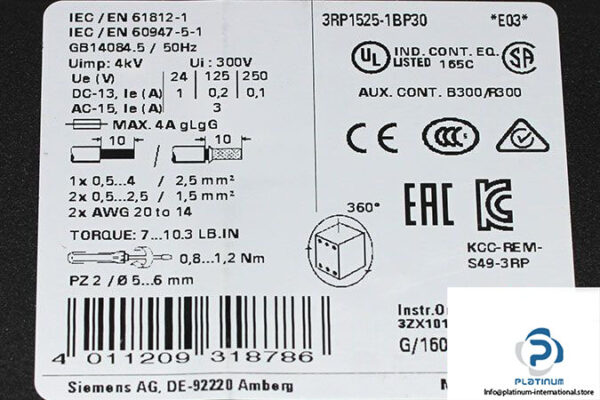 IEC / EN 61812-1
IEC / EN 60947-5-1
GB14084.5 / 50Hz
Uimp: 4kV Ui: 300V
Ue (V) 24 125 250
DC-13, Ie (A) 1 0,2 0,1
AC-15, Ie (A) 3
MAX. 4A gLgG
10 10
1x 0,5...4 / 2,5 mm²
2x 0,5...2,5 / 1,5 mm²
2x AWG 20 to 14
TORQUE: 7...10.3 LB.IN
0,8...1,2 Nm
PZ 2 / Ø 5...6 mm
4 011209 318786
Siemens AG, DE-92220 Amberg
3RP1525-1BP30 *E03*
UL IND. CONT. EQ. SA
LISTED 165C
AUX. CONT. B300/R300
CE CCC S
EAC
360°
KCC-REM-
S49-3RP
Instr.O
3ZX101
G/160
PLATINUM
https://platinum-international.store